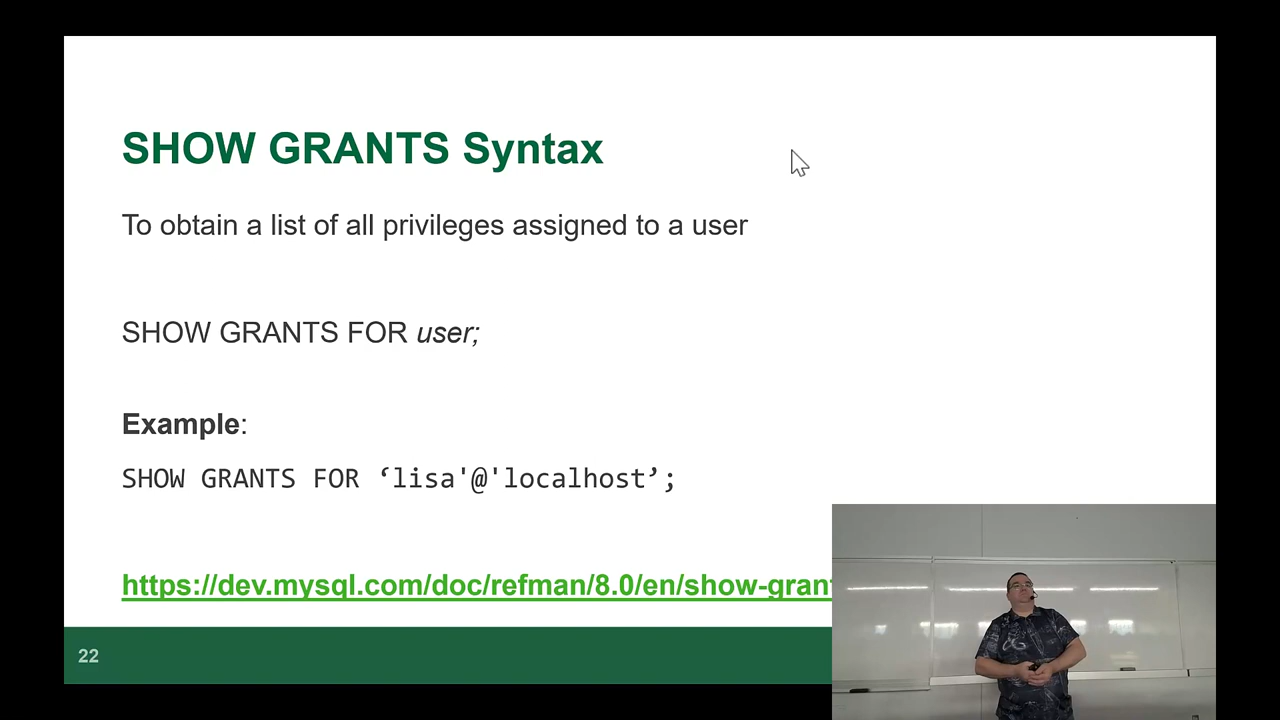 SHOW GRANTS Syntax
To obtain a list of all privileges assigned to a user
SHOW GRANTS FOR user;
Example:
SHOW GRANTS FOR ‘lisa'@'localhost’;
https://dev.mysql.com/doc/refman/8.0/en/show-grant
22